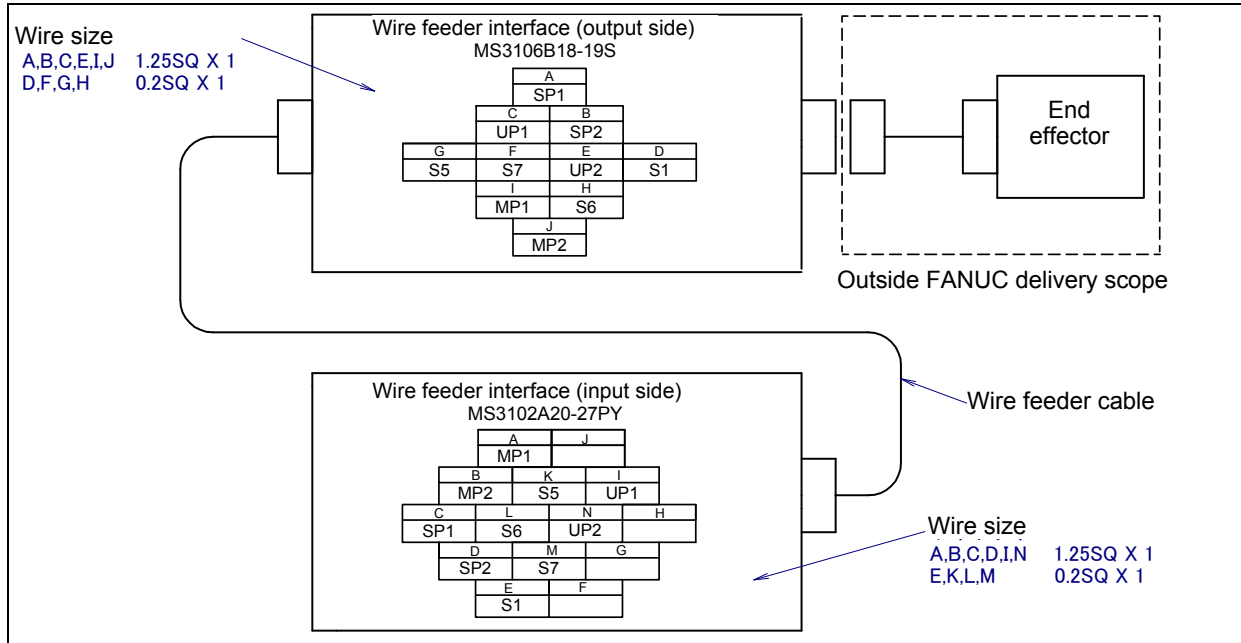 Wire size
A,B,C,E,I,J 1.25SQ X 1
D,F,G,H 0.2SQ X 1
Wire feeder interface (output side)
MS3106B18-19S
A
SP1
C B
UP1 SP2
G F E D
S5 S7 UP2 S1
I H
MP1 S6
J
MP2
End
effector
Outside FANUC delivery scope
Wire feeder interface (input side)
MS3102A20-27PY
A J
MP1
B K I
MP2 S5 UP1
C L N H
SP1 S6 UP2
D M G
SP2 S7
E F
S1
Wire feeder cable
Wire size
A,B,C,D,I,N 1.25SQ X 1
E,K,L,M 0.2SQ X 1